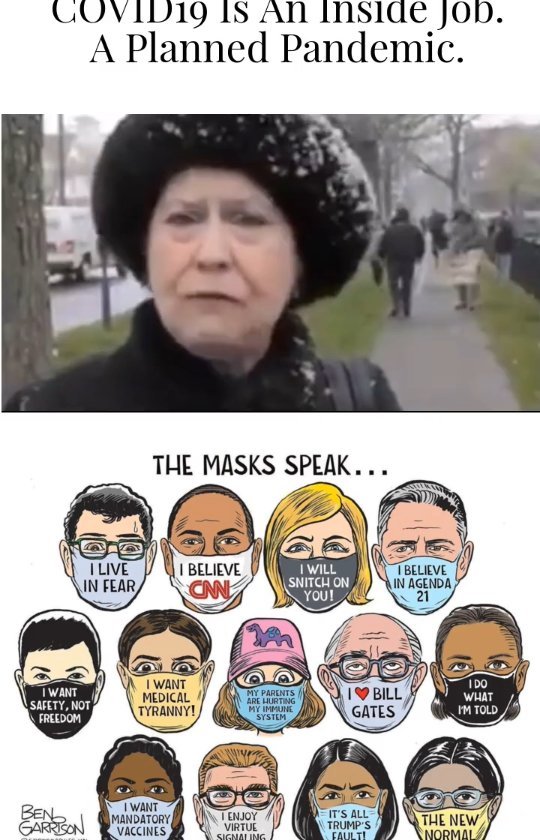 COVID19 Is An Inside Job.
A Planned Pandemic.
THE MASKS SPEAK...
I LIVE
IN FEAR
I BELIEVE
CNN
I WILL
SNITCH ON
YOU!
I BELIEVE
IN AGENDA
21
I WANT
SAFETY, NOT
FREEDOM
I WANT
MEDICAL
TYRANNY!
MY PARENTS
ARE HURTING
MY IMMUNE
SYSTEM
I ❤ BILL
GATES
I DO
WHAT
I'M TOLD
I WANT
MANDATORY
VACCINES
I ENJOY
VIRTUE
SIGNALING
IT'S ALL
TRUMP'S
FAULT!
THE NEW
NORMAL
BEN
GARRISON